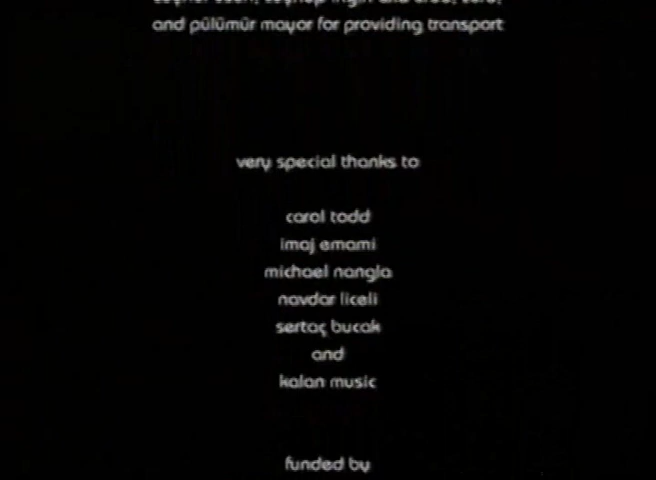 and pülümür mayor for providing transport
very special thanks to
carol todd
imaj emami
michael nangla
navdar liceli
sertaç bucak
and
kalan music
funded by